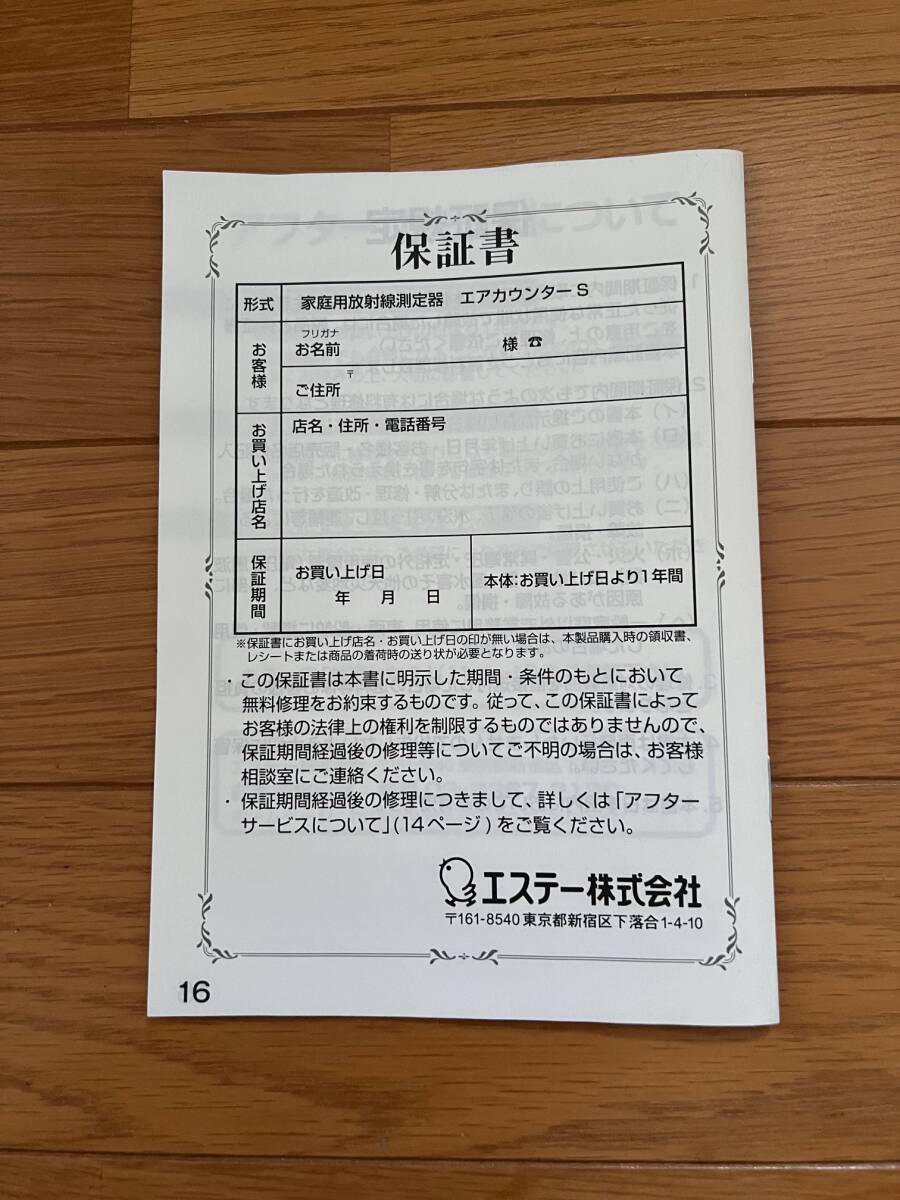 保証書
形式 家庭用放射線測定器 エアカウンターS
お客様
フリガナ
お名前 様 ☎
〒
ご住所
お買い上げ店名
店名・住所・電話番号
保証期間
お買い上げ日
年 月 日
本体:お買い上げ日より1年間
※保証書にお買い上げ店名・お買い上げ日の印が無い場合は、本製品購入時の領収書、
レシートまたは商品の着荷時の送り状が必要となります。
・この保証書は本書に明示した期間・条件のもとにおいて
無料修理をお約束するものです。従って、この保証書によって
お客様の法律上の権利を制限するものではありませんので、
保証期間経過後の修理等についてご不明の場合は、お客様
相談室にご連絡ください。
・保証期間経過後の修理につきまして、詳しくは「アフター
サービスについて」(14ページ)をご覧ください。
エステー株式会社
〒161-8540 東京都新宿区下落合1-4-10
16